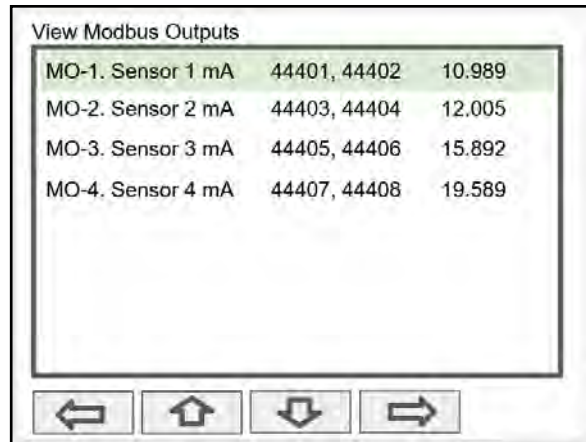 View Modbus Outputs
MO-1. Sensor 1 mA 44401, 44402 10.989
MO-2. Sensor 2 mA 44403, 44404 12.005
MO-3. Sensor 3 mA 44405, 44406 15.892
MO-4. Sensor 4 mA 44407, 44408 19.589